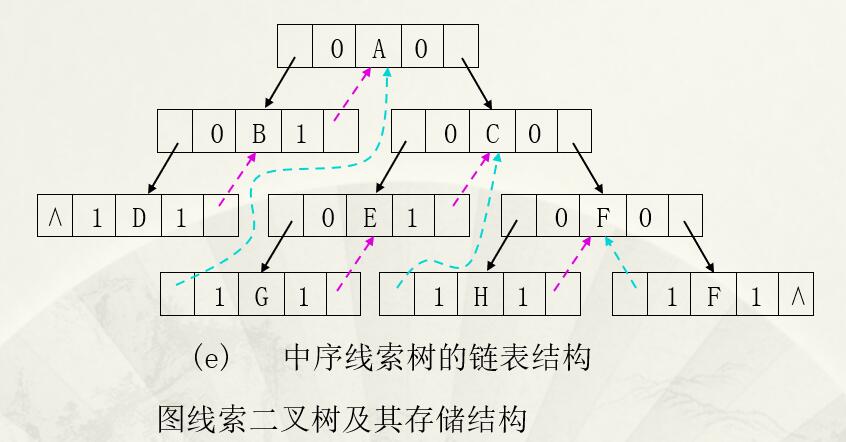 0 A 0
0 B 1 0 C 0
∧ 1 D 1 0 E 1 0 F 0
1 G 1 1 H 1 1 F 1 ∧
(e) 中序线索树的链表结构
图线索二叉树及其存储结构